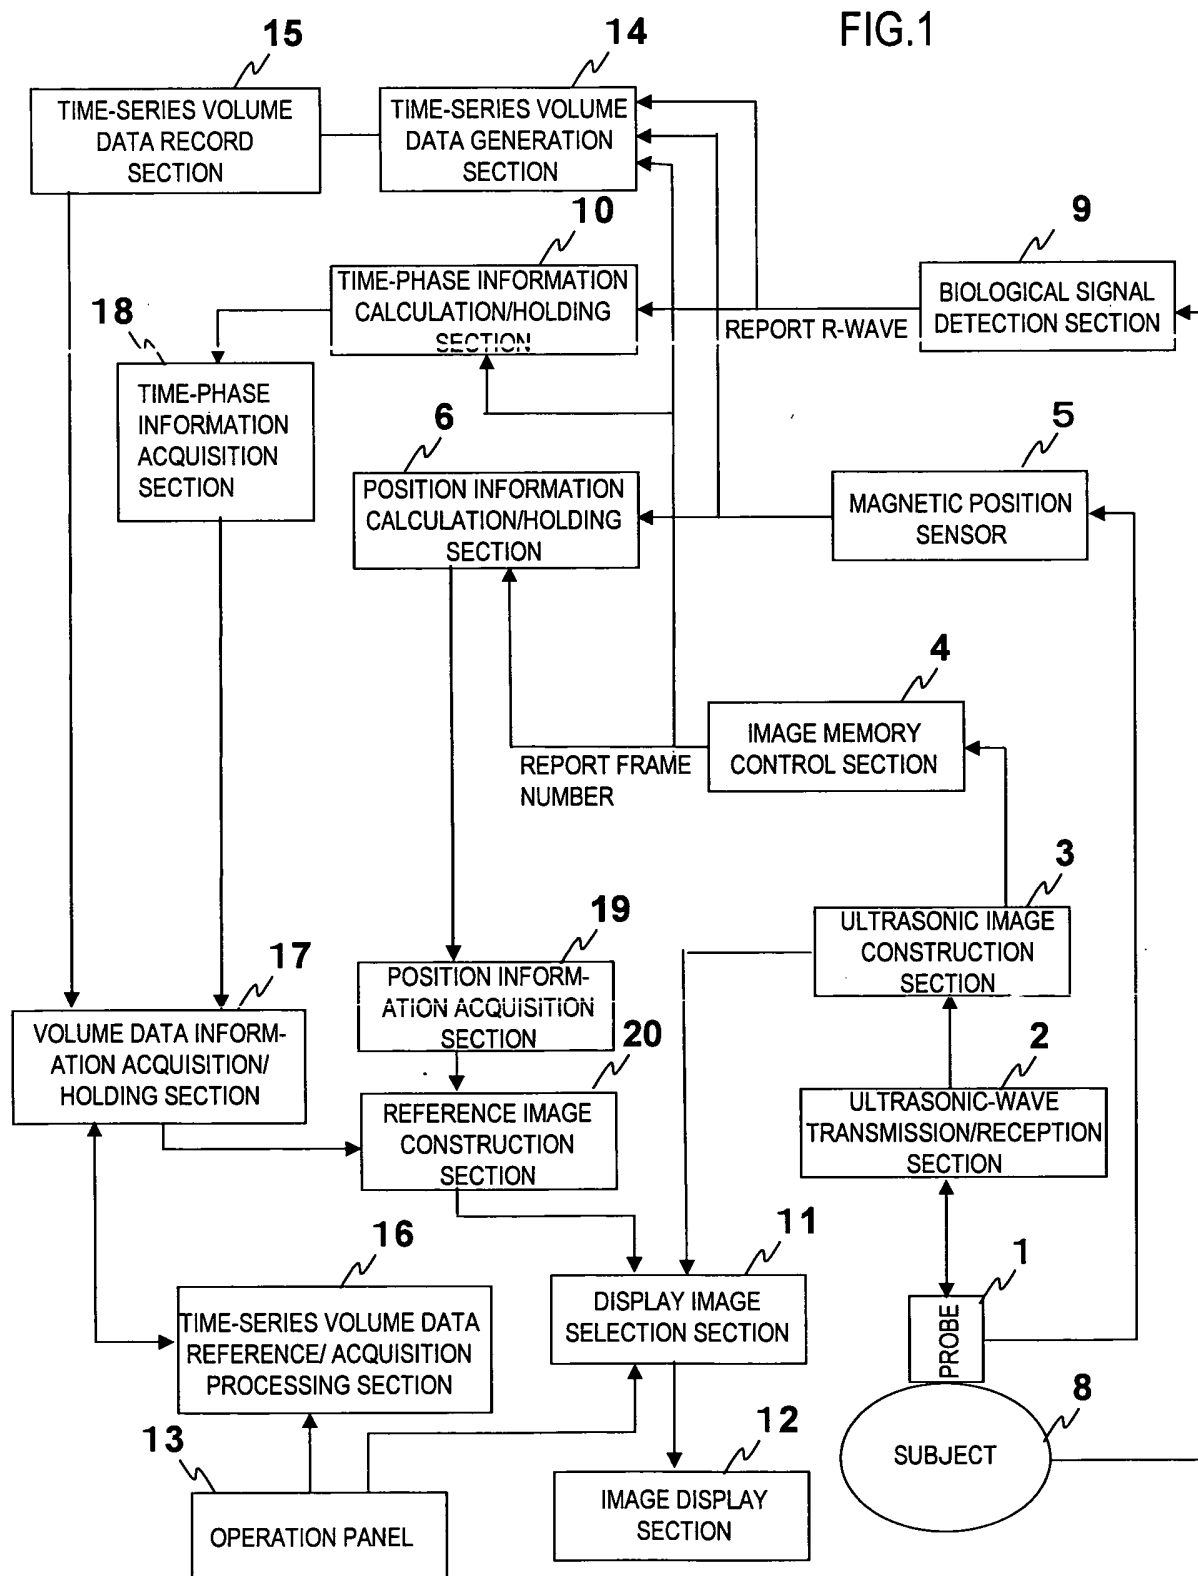 FIG.1
15
14
TIME-SERIES VOLUME
DATA RECORD
SECTION
TIME-SERIES VOLUME
DATA GENERATION
SECTION
10
9
TIME-PHASE INFORMATION
CALCULATION/HOLDING
SECTION
BIOLOGICAL SIGNAL
DETECTION SECTION
REPORT R-WAVE
18
TIME-PHASE
INFORMATION
ACQUISITION
SECTION
6
5
POSITION INFORMATION
CALCULATION/HOLDING
SECTION
MAGNETIC POSITION
SENSOR
4
IMAGE MEMORY
CONTROL SECTION
REPORT FRAME
NUMBER
3
ULTRASONIC IMAGE
CONSTRUCTION
SECTION
19
POSITION INFORM-
ATION ACQUISITION
SECTION
17
VOLUME DATA INFORM-
ATION ACQUISITION/
HOLDING SECTION
20
REFERENCE IMAGE
CONSTRUCTION
SECTION
2
ULTRASONIC-WAVE
TRANSMISSION/RECEPTION
SECTION
16
TIME-SERIES VOLUME DATA
REFERENCE/ ACQUISITION
PROCESSING SECTION
11
DISPLAY IMAGE
SELECTION SECTION
1
PROBE
8
SUBJECT
13
OPERATION PANEL
12
IMAGE DISPLAY
SECTION